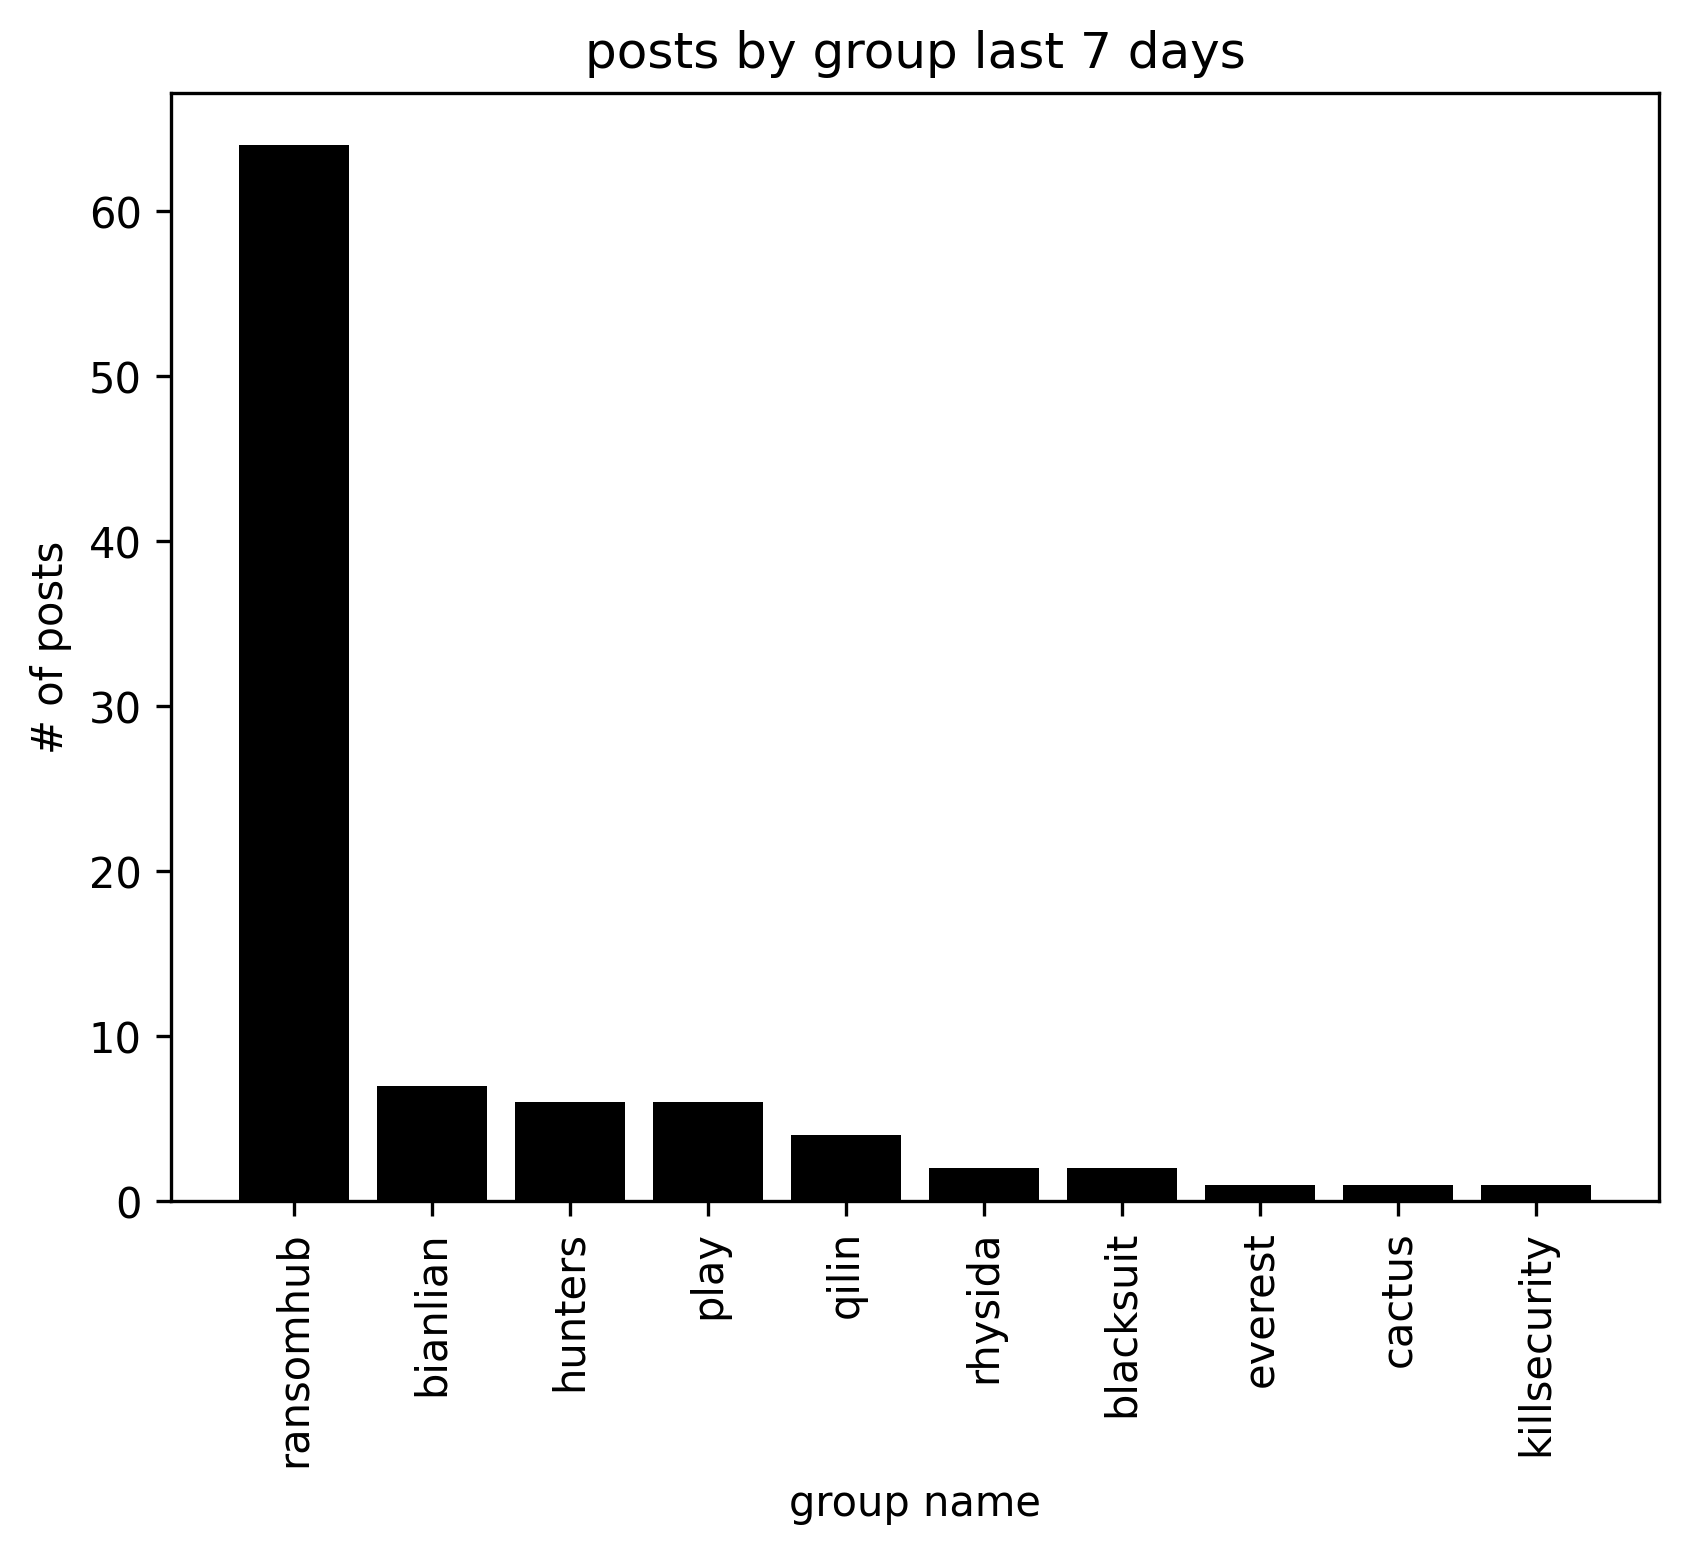 posts by group last 7 days
# of posts
60
50
40
30
20
10
0
ransomhub
bianlian
hunters
play
qilin
rhysida
blacksuit
everest
cactus
killsecurity
group name